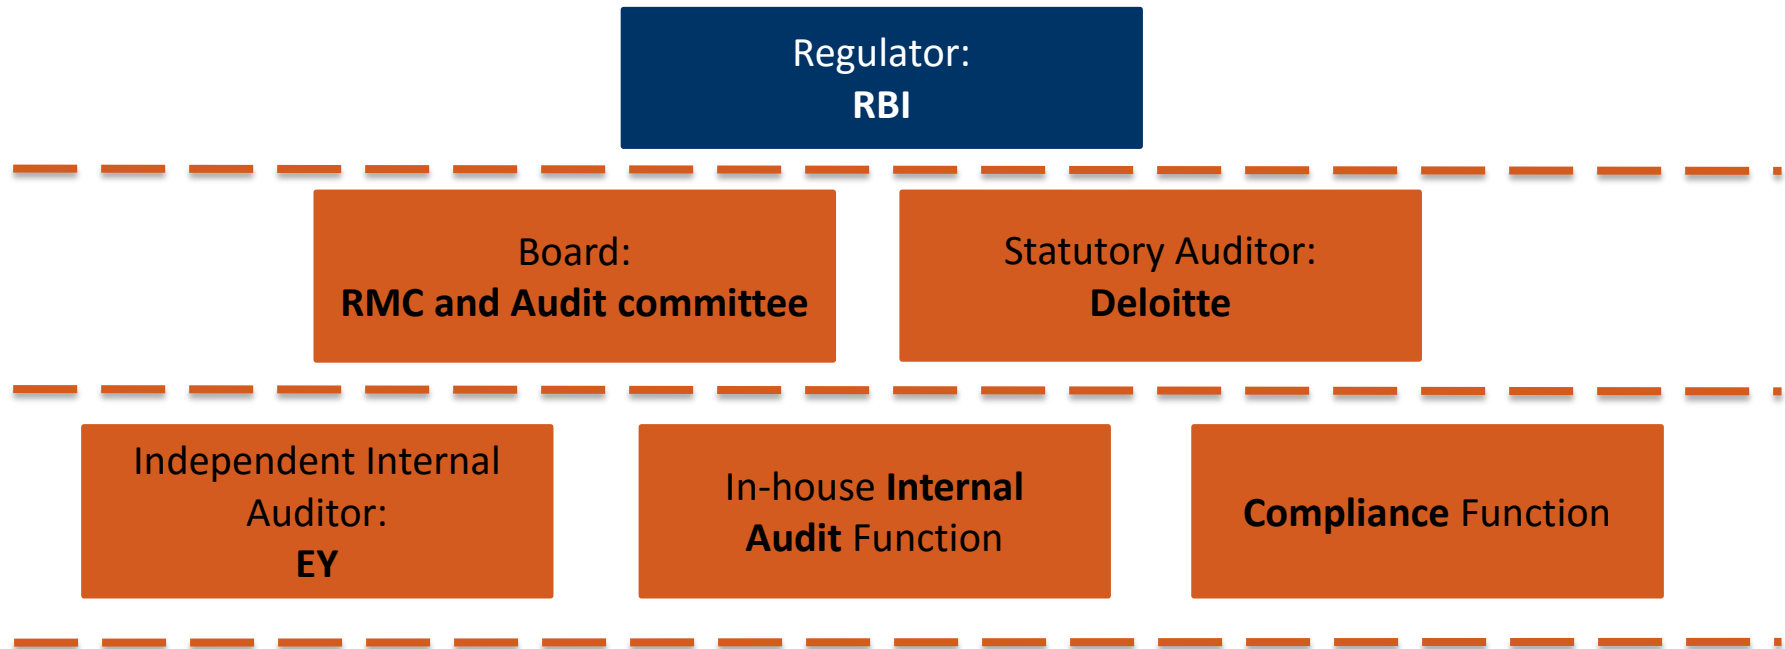 Regulator:
RBI
Board:
RMC and Audit committee
Statutory Auditor:
Deloitte
Independent Internal
Auditor:
EY
In-house Internal
Audit Function
Compliance Function